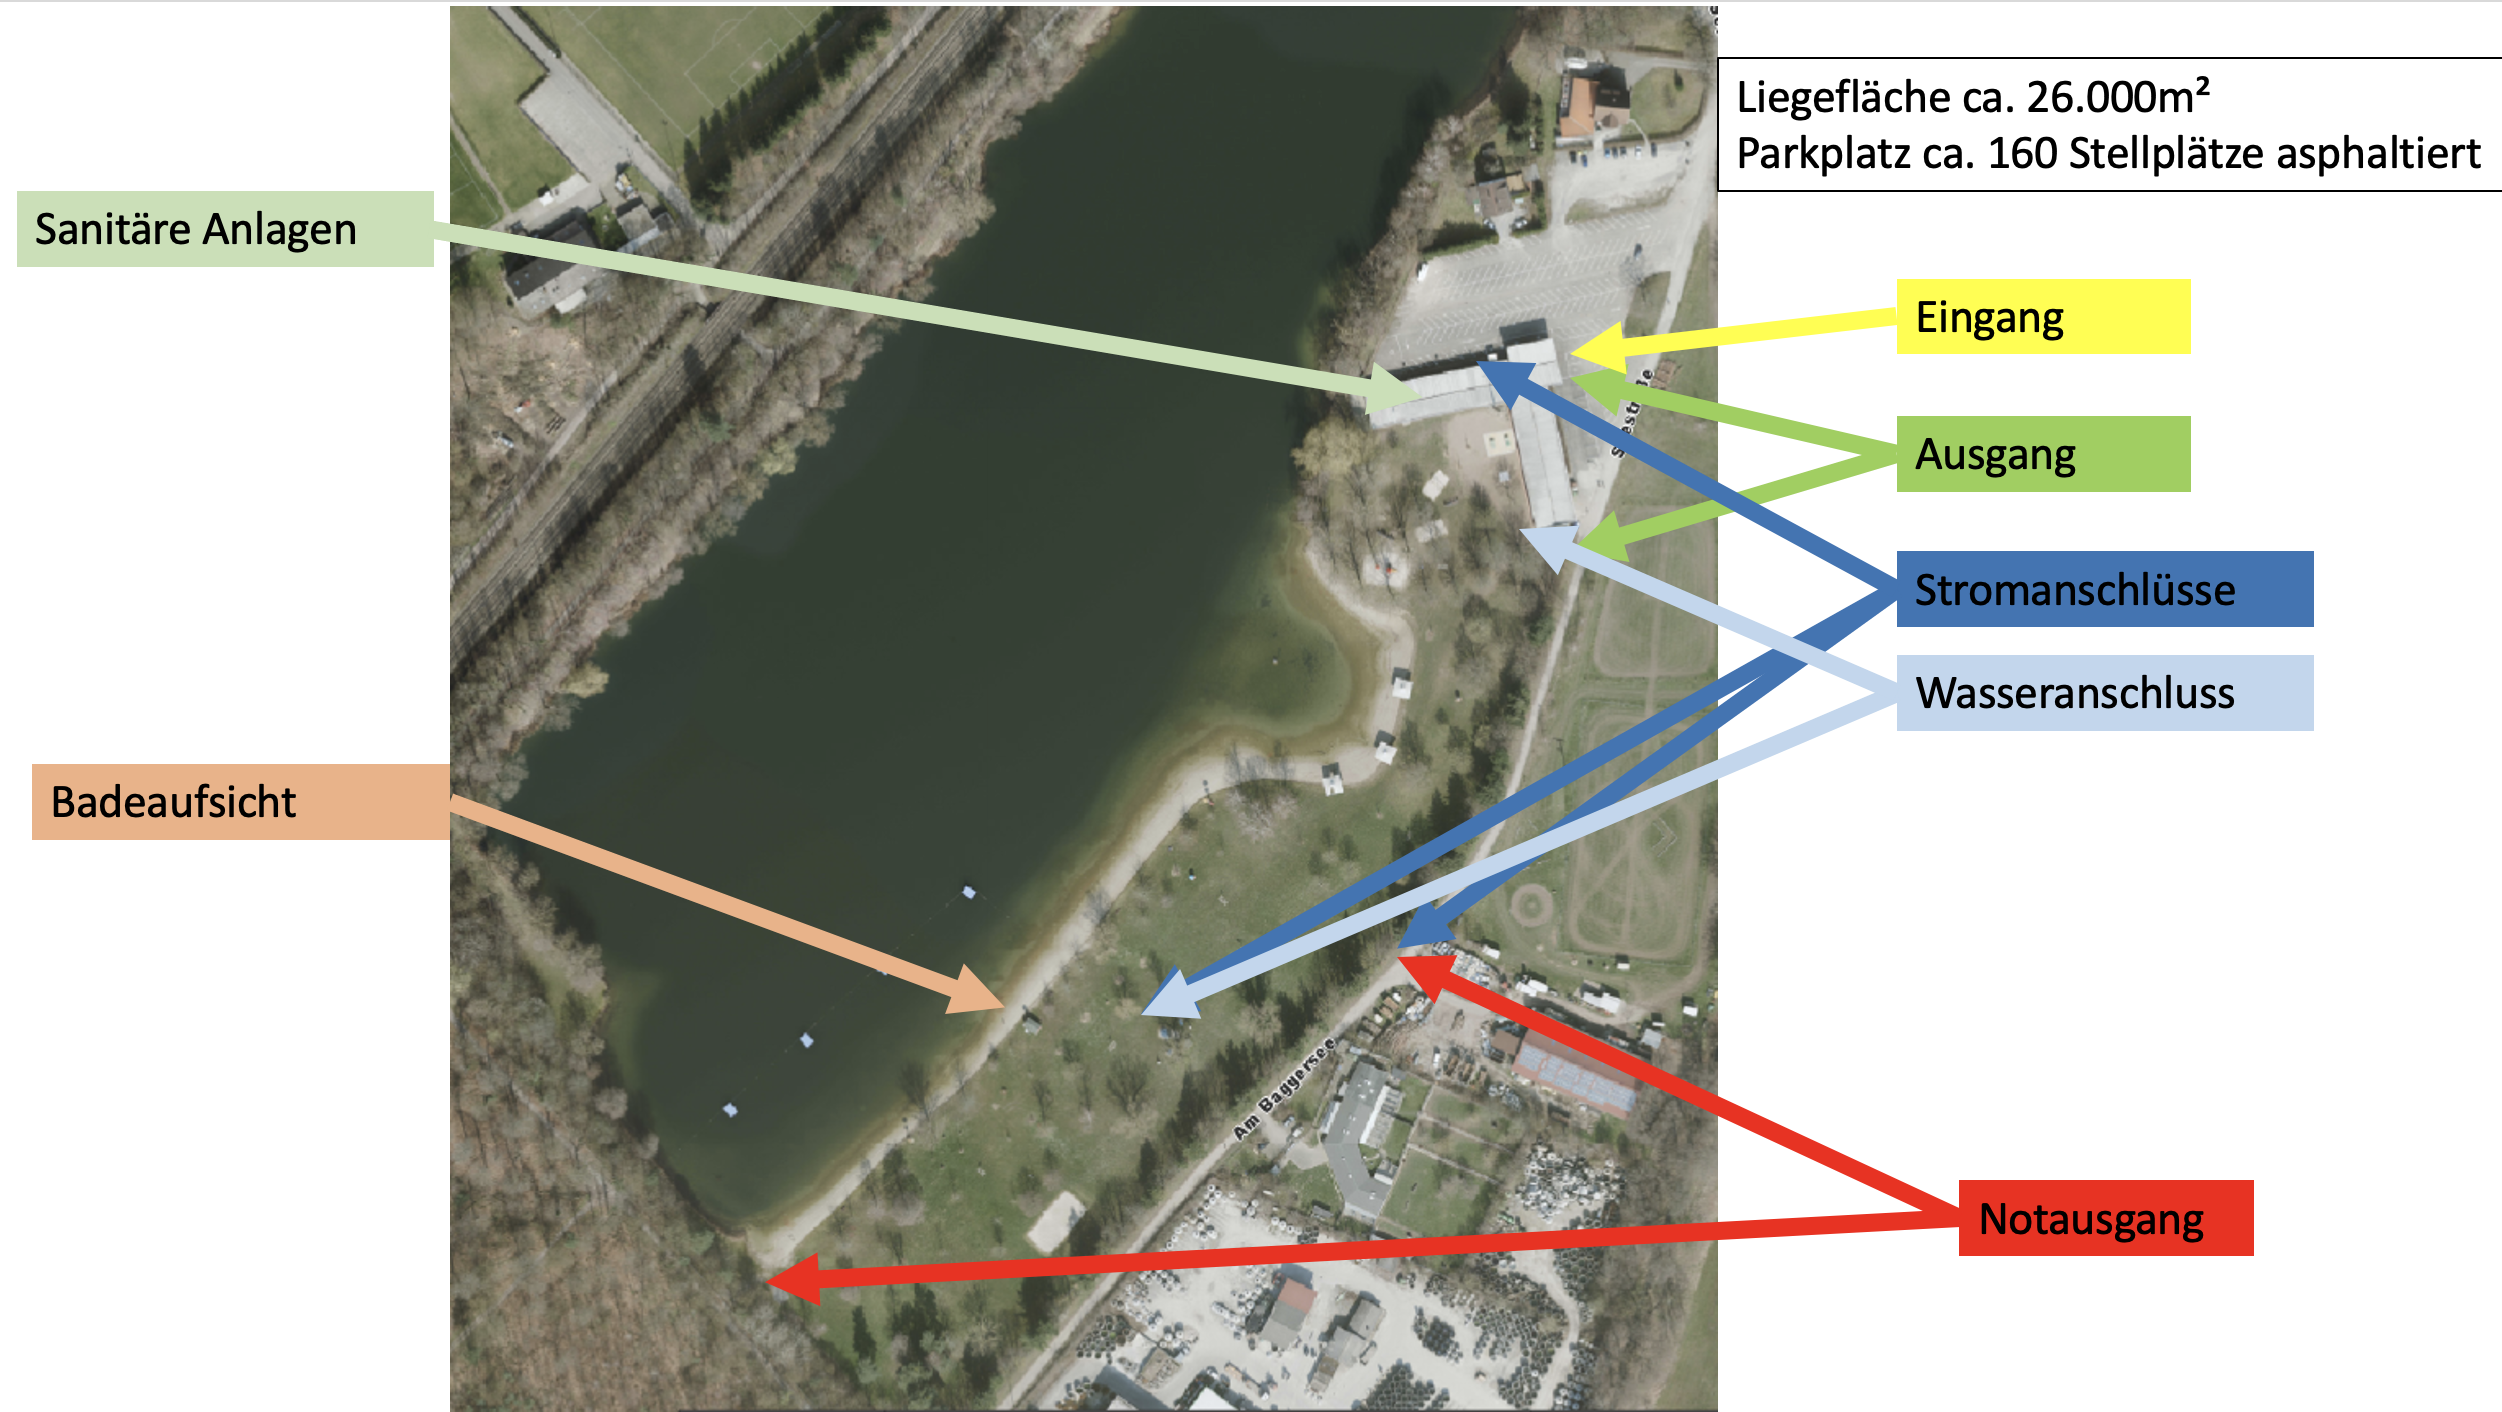 Liegefläche ca. 26.000m²
Parkplatz ca. 160 Stellplätze asphaltiert
Sanitäre Anlagen
Eingang
Ausgang
Stromanschlüsse
Wasseranschluss
Badeaufsicht
Am Baggersee
Notausgang